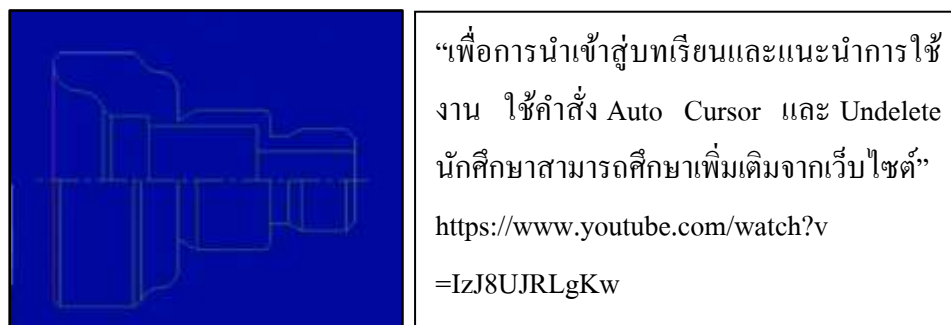 “เพื่อการนำเข้าสู่บทเรียนและแนะนำการใช้
งาน ใช้คำสั่ง Auto Cursor และ Undelete
นักศึกษาสามารถศึกษาเพิ่มเติมจากเว็บไซต์”
https://www.youtube.com/watch?v
=IzJ8UJRLgKw